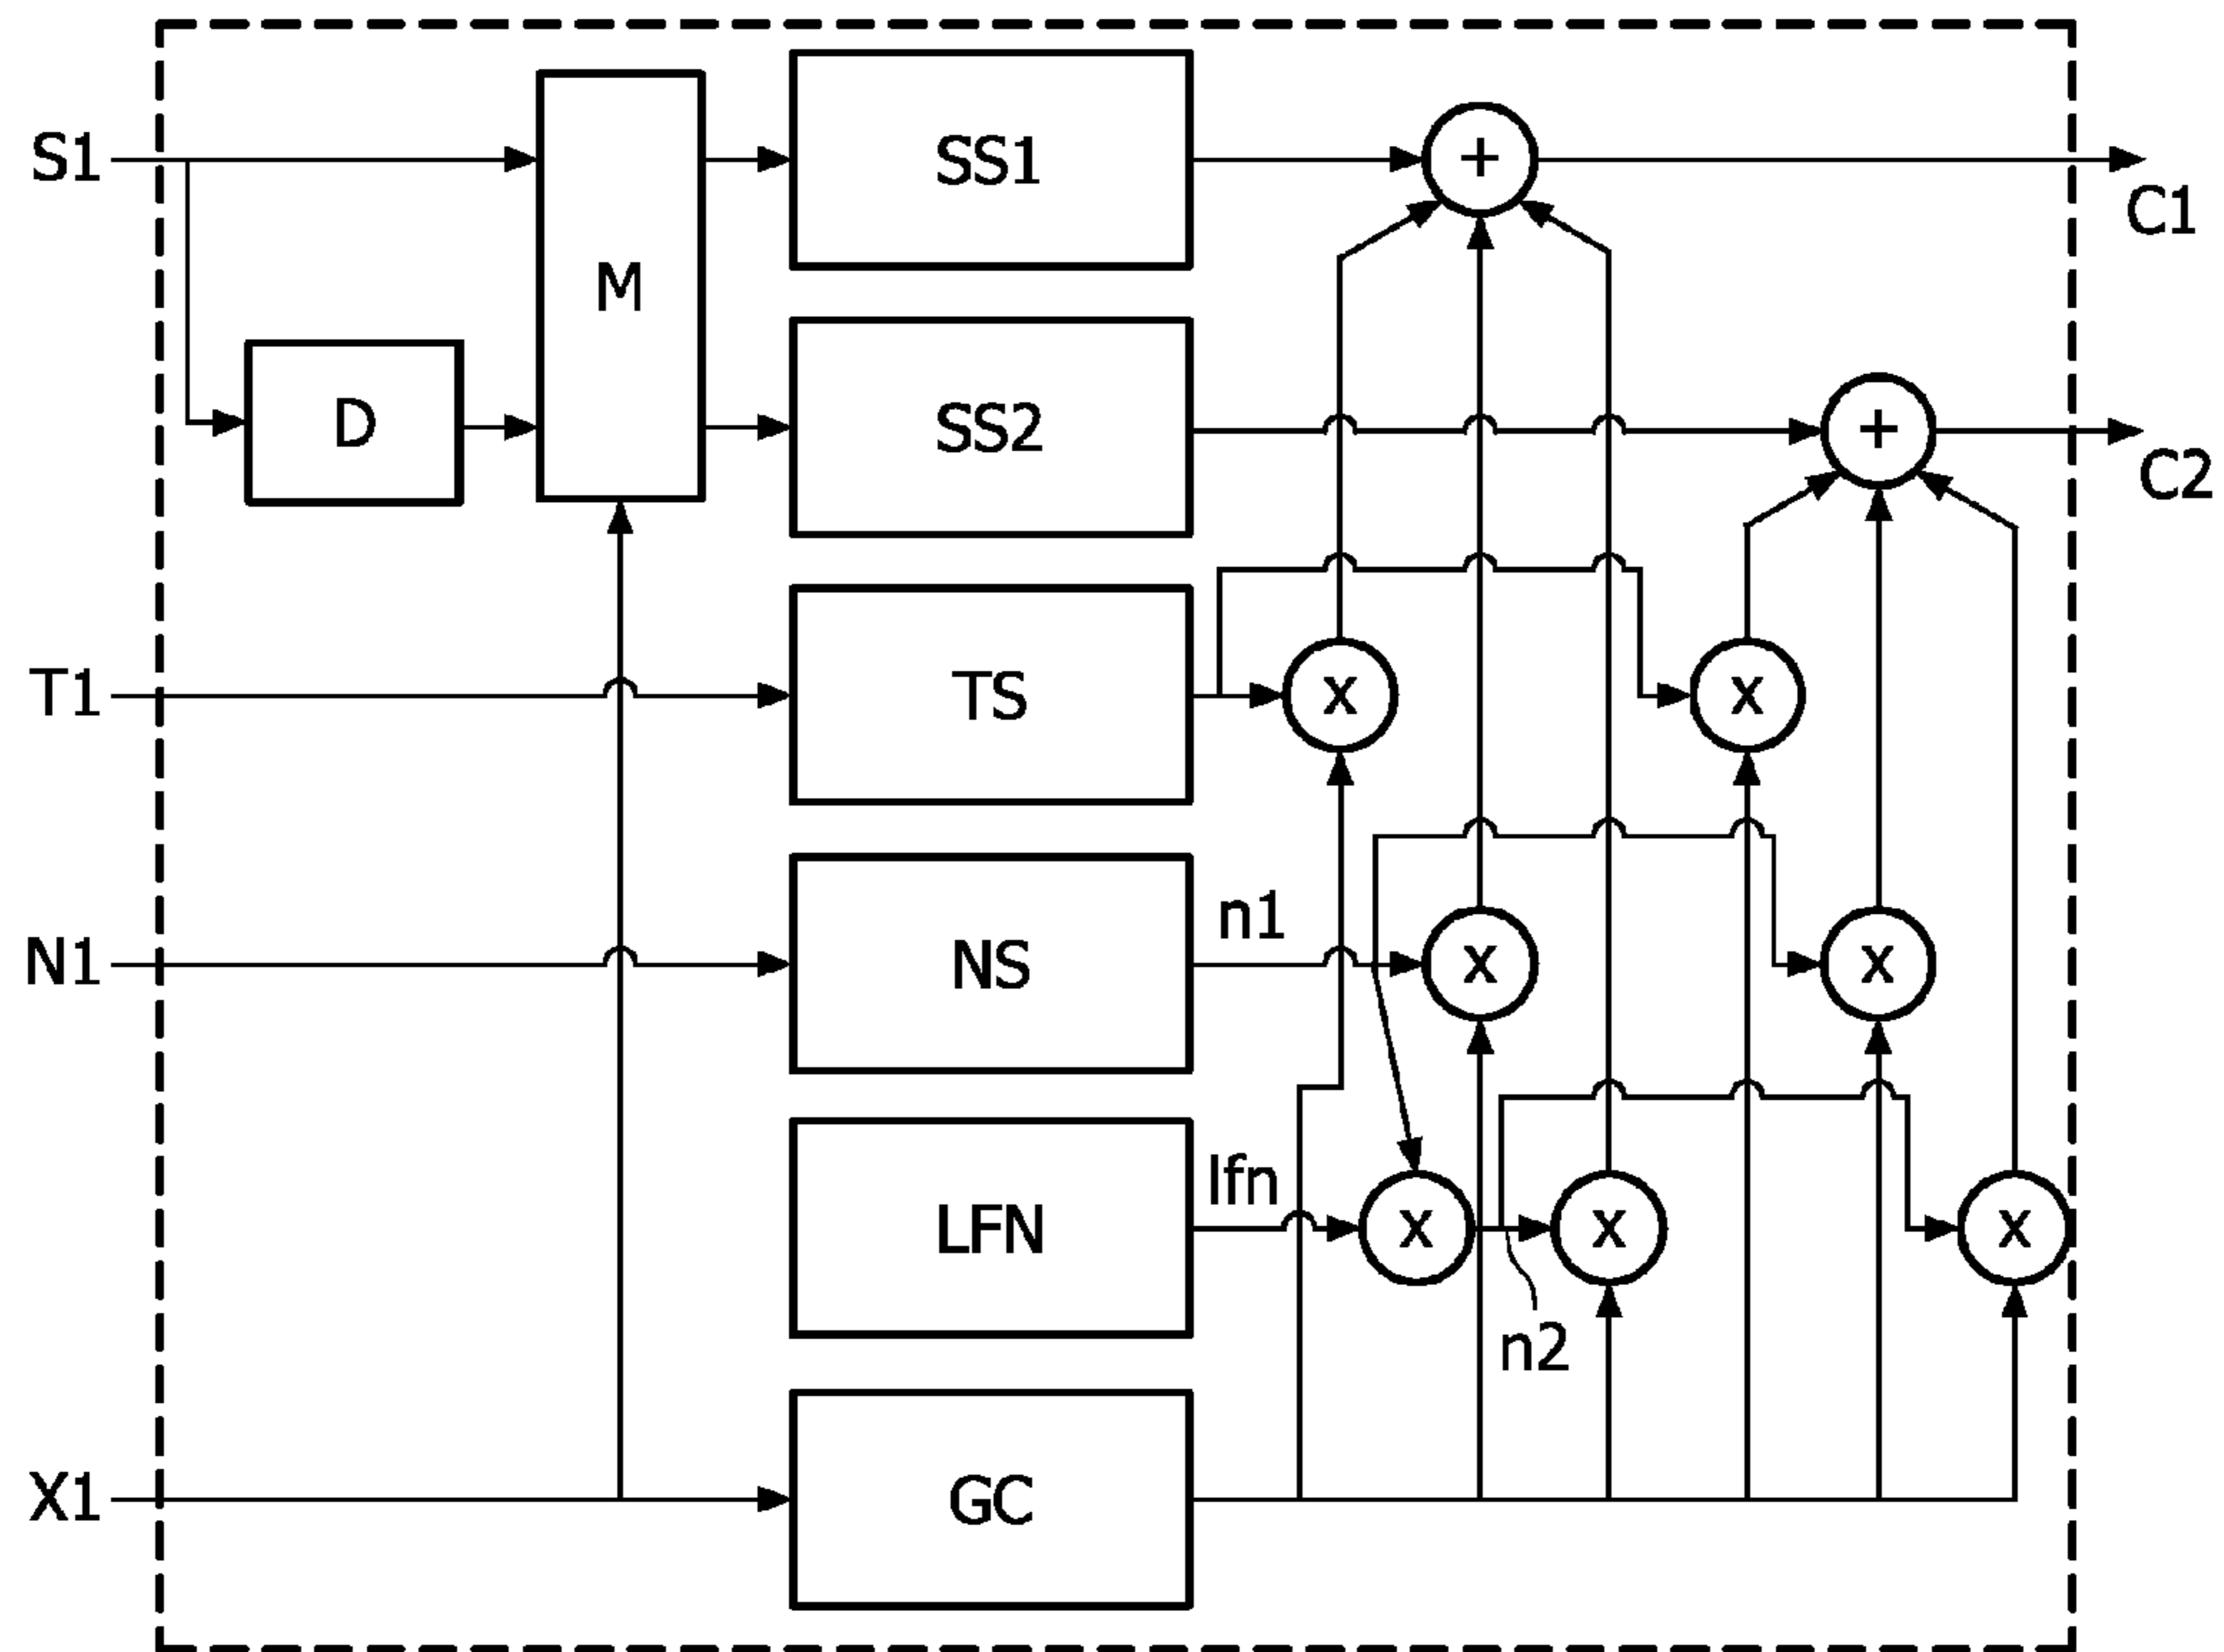 S1
M
SS1
+
C1
D
SS2
+
C2
T1
TS
x
x
N1
NS
n1
x
x
LFN
lfn
x
x
x
n2
X1
GC